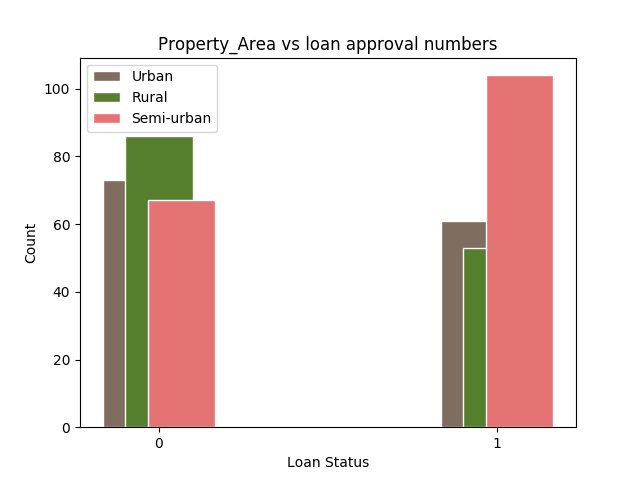 Property_Area vs loan approval numbers
Urban
Rural
Semi-urban
100
80
60
40
20
0
Count
0 1
Loan Status